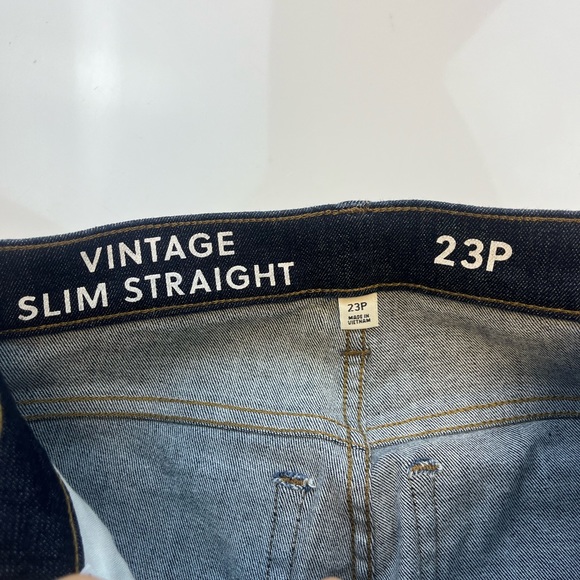 VINTAGE
SLIM STRAIGHT
23P
23P
MADE IN
VIETNAM